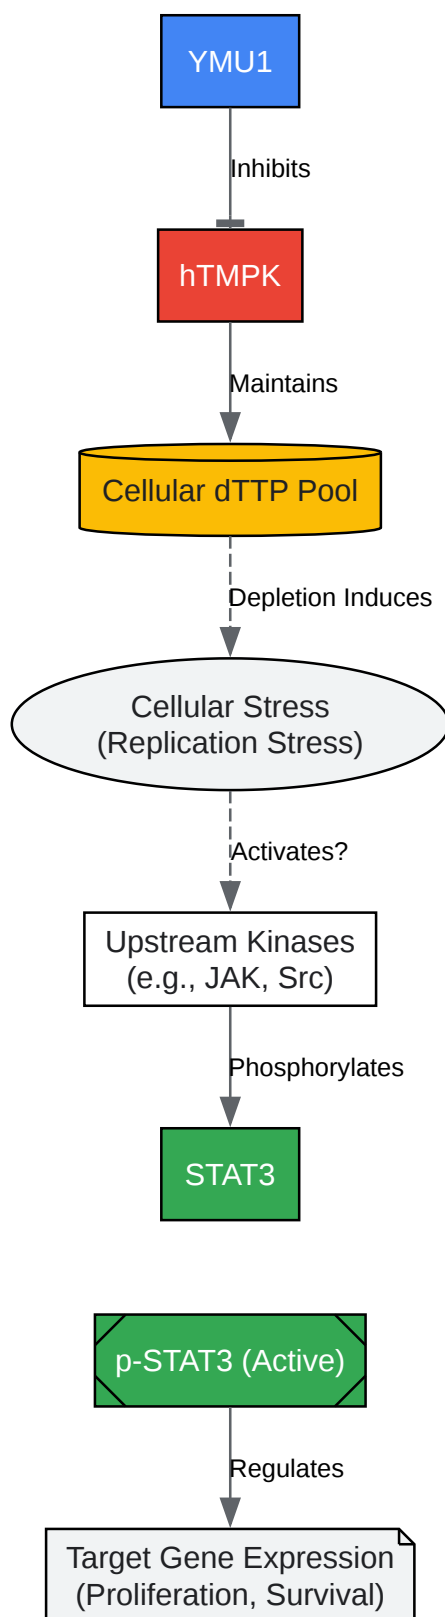 YMU1
Inhibits
hTMPK
Maintains
Cellular dTTP Pool
Depletion Induces
Cellular Stress
(Replication Stress)
Activates?
Upstream Kinases
(e.g., JAK, Src)
Phosphorylates
STAT3
p-STAT3 (Active)
Regulates
Target Gene Expression
(Proliferation, Survival)